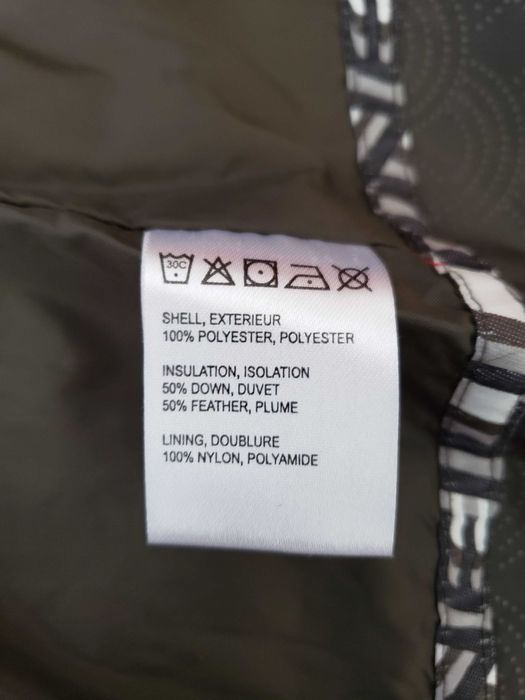 30C
SHELL, EXTERIEUR
100% POLYESTER, POLYESTER
INSULATION, ISOLATION
50% DOWN, DUVET
50% FEATHER, PLUME
LINING, DOUBLURE
100% NYLON, POLYAMIDE